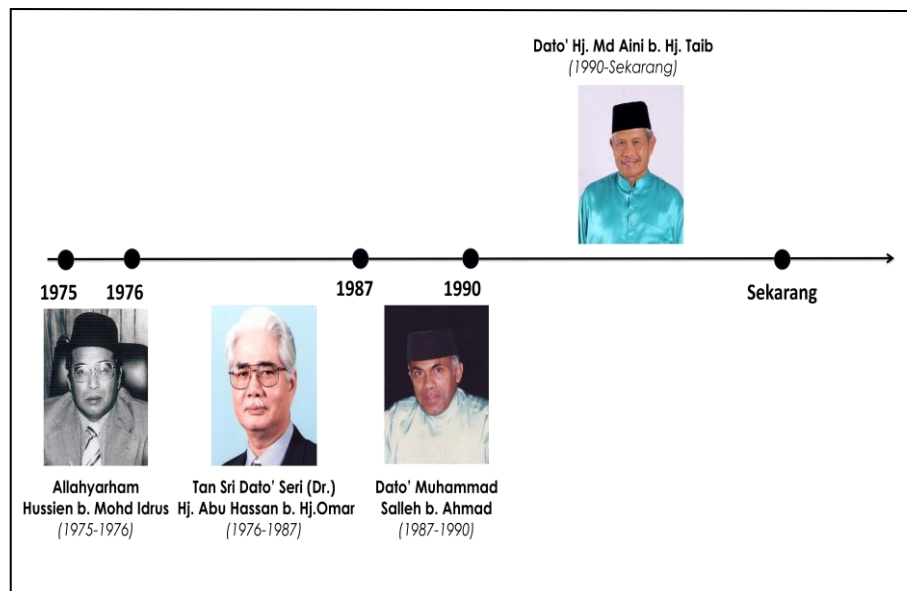 Dato' Hj. Md Aini b. Hj. Taib
(1990-Sekarang)
1975
1976
1987
1990
Sekarang
Allahyarham
Hussien b. Mohd Idrus
(1975-1976)
Tan Sri Dato' Seri (Dr.)
Hj. Abu Hassan b. Hj.Omar
(1976-1987)
Dato' Muhammad
Salleh b. Ahmad
(1987-1990)